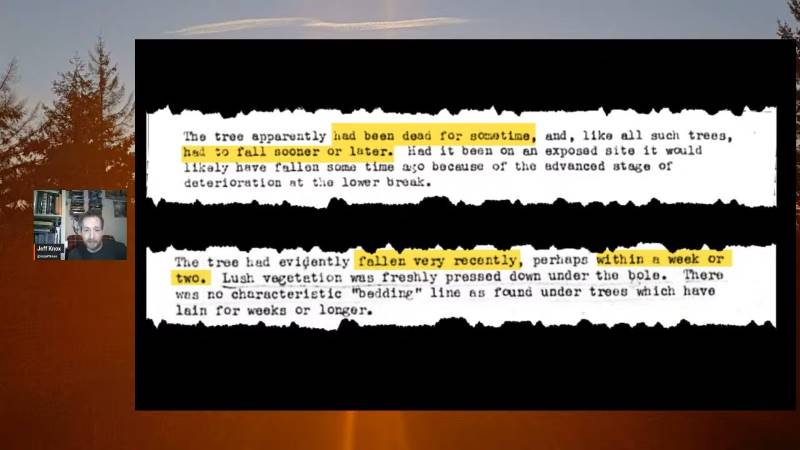 The tree apparently had been dead for sometime, and, like all such trees,
had to fall sooner or later. Had it been on an exposed site it would
likely have fallen some time ago because of the advanced stage of
deterioration at the lower break.
Jeff Knox
The tree had evidently fallen very recently, perhaps within a week or
two. Lush vegetation was freshly pressed down under the bole. There
was no characteristic "bedding" line as found under trees which have
lain for weeks or longer.